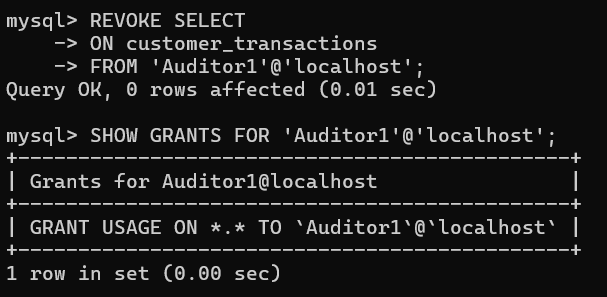 mysql> REVOKE SELECT
    -> ON customer_transactions
    -> FROM 'Auditor1'@'localhost';
Query OK, 0 rows affected (0.01 sec)

mysql> SHOW GRANTS FOR 'Auditor1'@'localhost';
+----------------------------------------------+
| Grants for Auditor1@localhost                |
+----------------------------------------------+
| GRANT USAGE ON *.* TO `Auditor1`@`localhost` |
+----------------------------------------------+
1 row in set (0.00 sec)